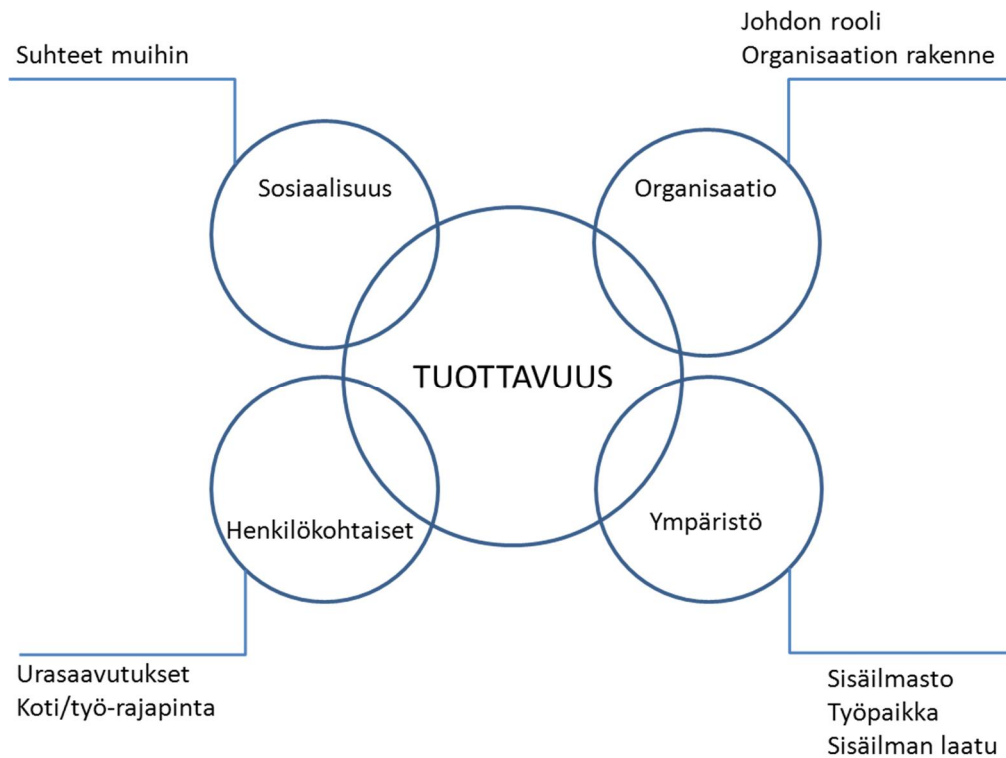 Suhteet muihin
Johdon rooli
Organisaation rakenne
Sosiaalisuus
Organisaatio
TUOTTAVUUS
Henkilökohtaiset
Ympäristö
Urasaavutukset
Koti/työ-rajapinta
Sisäilmasto
Työpaikka
Sisäilman laatu